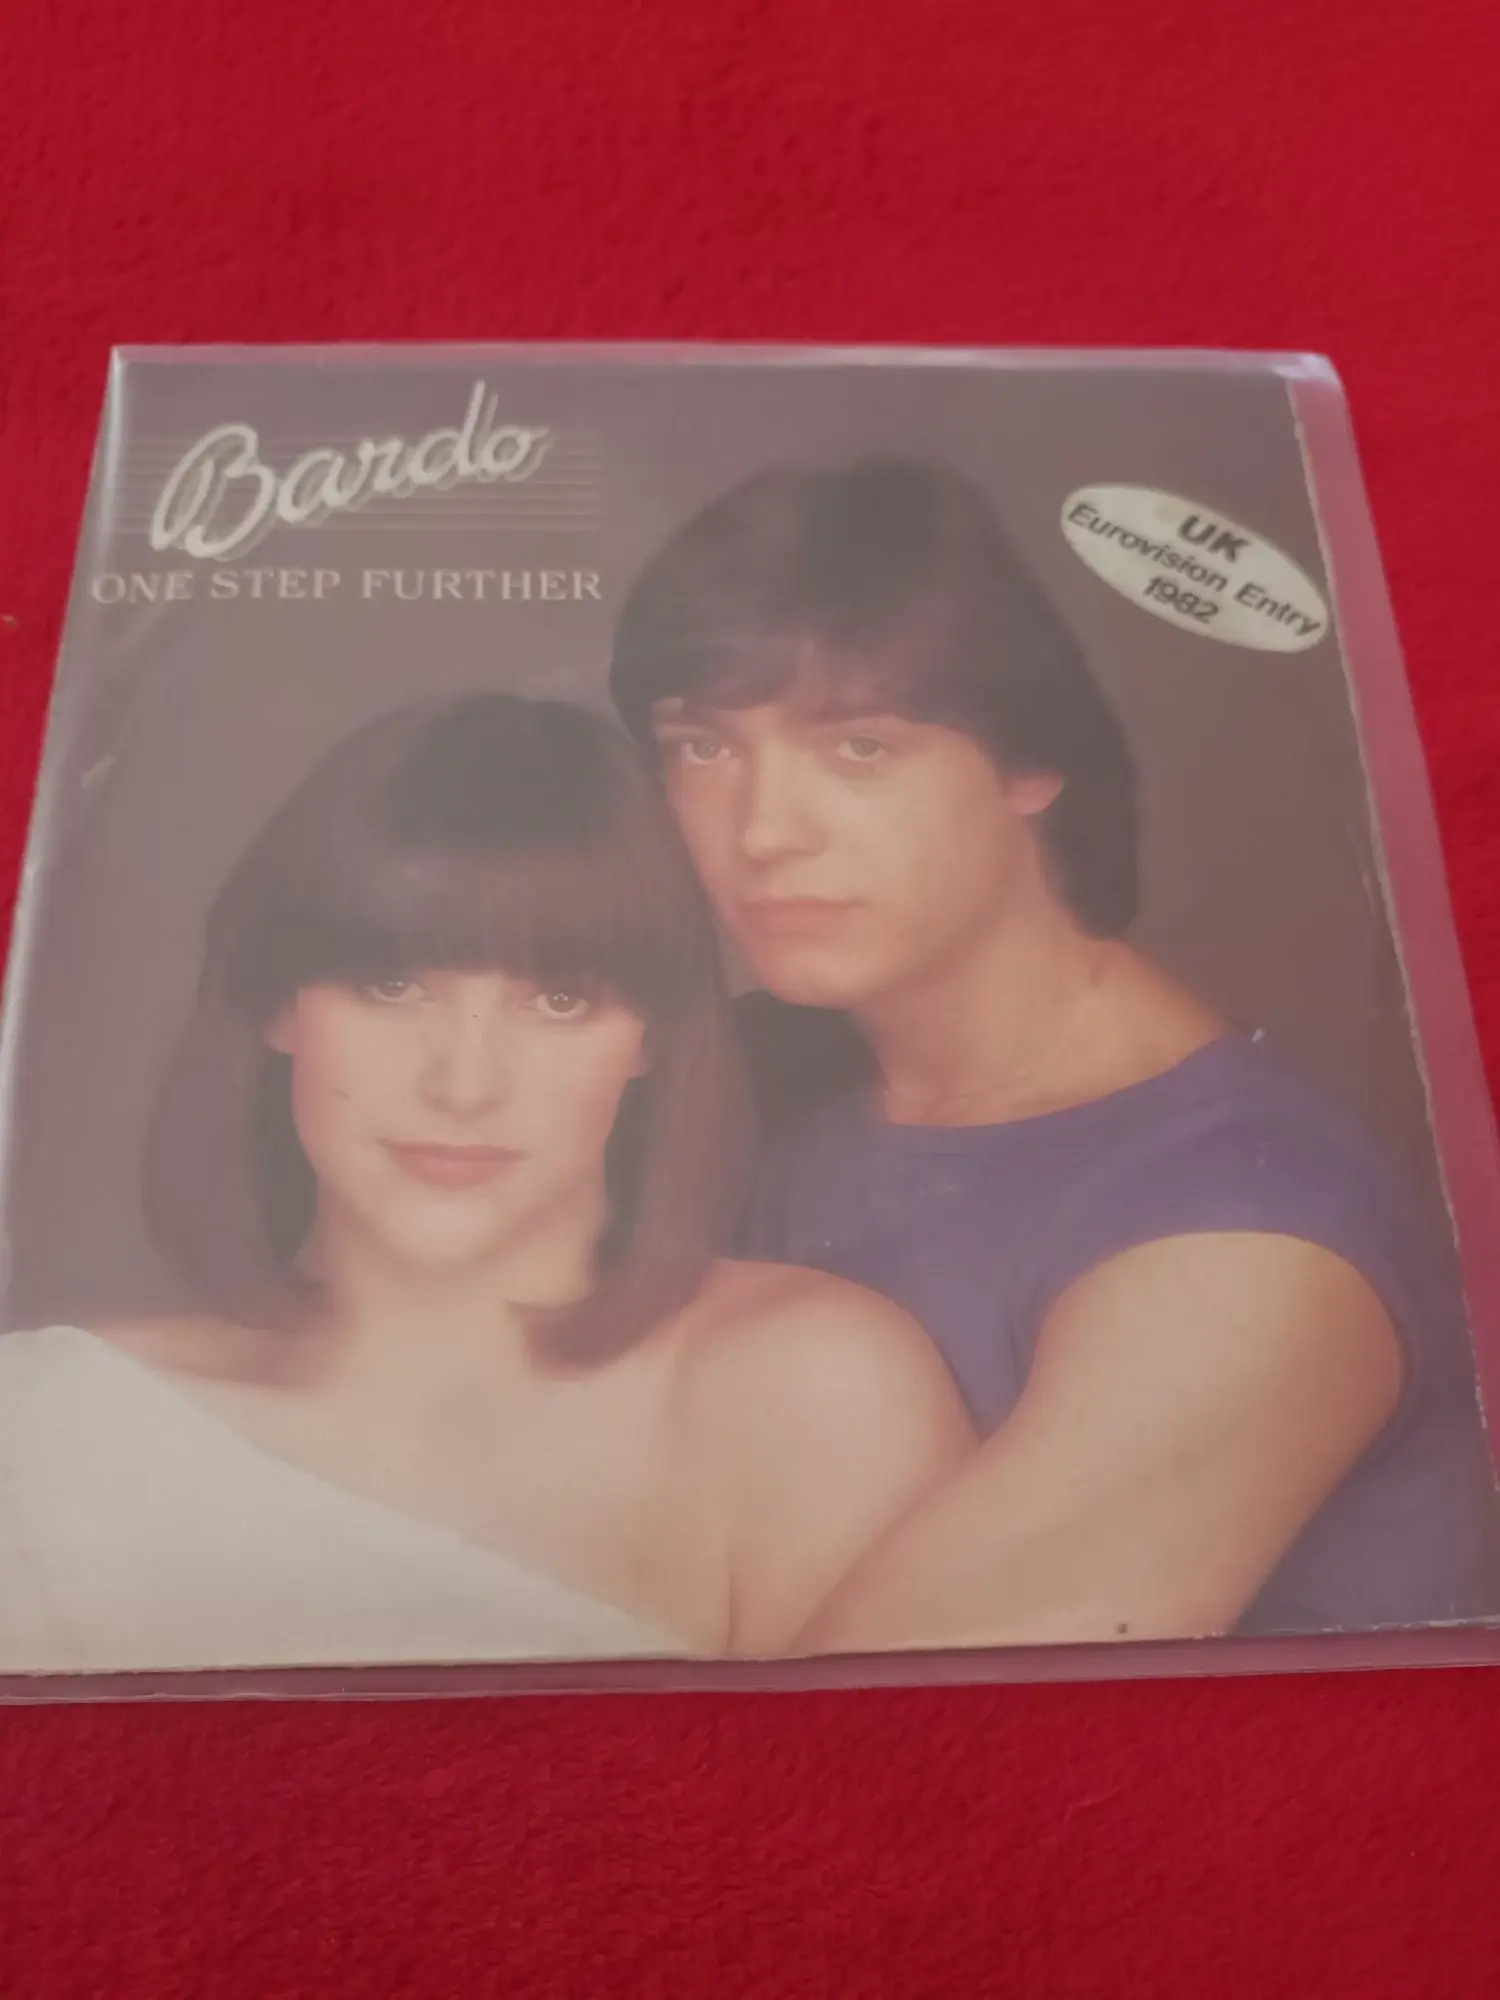 Bardo
ONE STEP FURTHER
UK
Eurovision Entry
1982